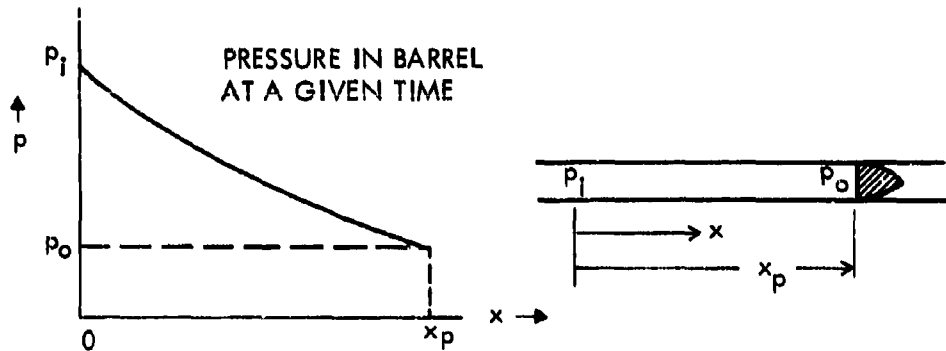 PRESSURE IN BARREL
AT A GIVEN TIME
p_i
p
p_o
0
x_p
x →
p_i
p_o
x
x_p